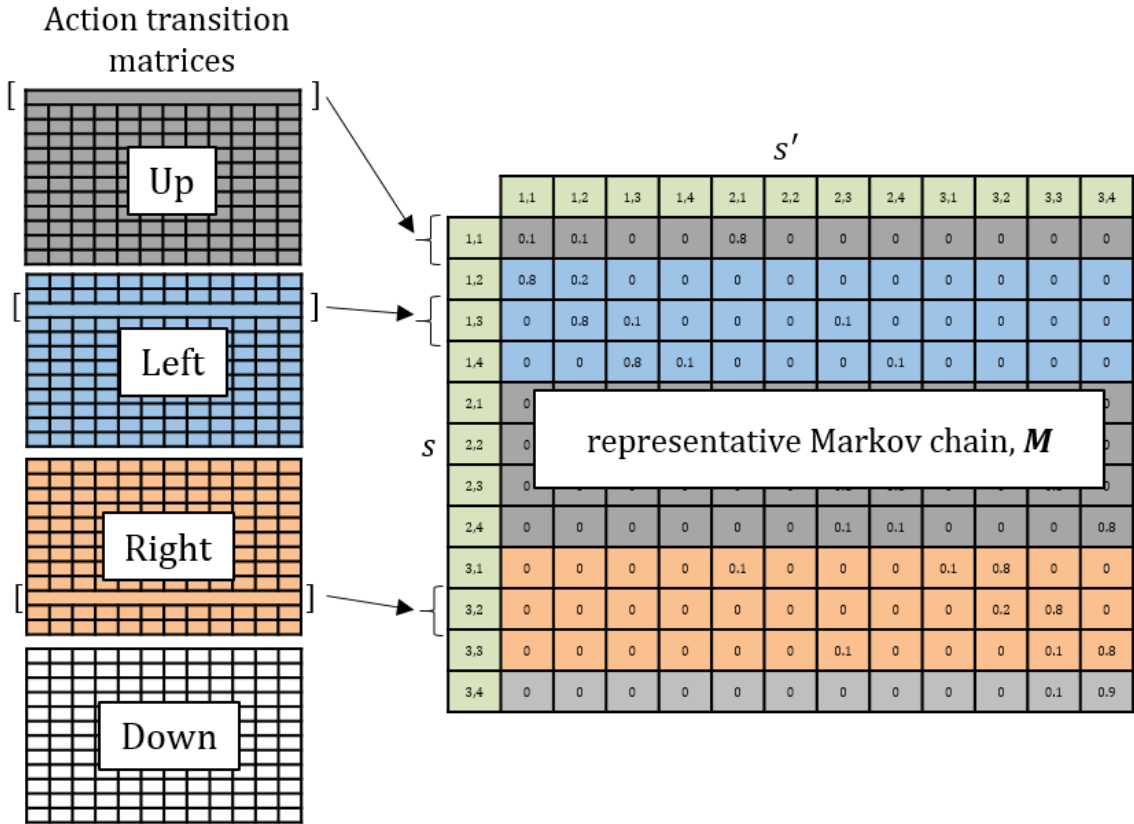 Action transition
matrices
[ ]
Up
[ ]
Left
Right
[ ]
Down
s′
1,1 1,2 1,3 1,4 2,1 2,2 2,3 2,4 3,1 3,2 3,3 3,4
1,1 0.1 0.1 0 0 0.8 0 0 0 0 0 0 0
1,2 0.8 0.2 0 0 0 0 0 0 0 0 0 0
1,3 0 0.8 0.1 0 0 0 0.1 0 0 0 0 0
1,4 0 0 0.8 0.1 0 0 0 0.1 0 0 0 0
2,1 0 0
s
2,2 0 0
representative Markov chain, M
2,3 0 0
2,4 0 0 0 0 0 0 0.1 0.1 0 0 0 0.8
3,1 0 0 0 0 0.1 0 0 0 0.1 0.8 0 0
3,2 0 0 0 0 0 0 0 0 0 0.2 0.8 0
3,3 0 0 0 0 0 0 0.1 0 0 0 0.1 0.8
3,4 0 0 0 0 0 0 0 0 0 0 0.1 0.9